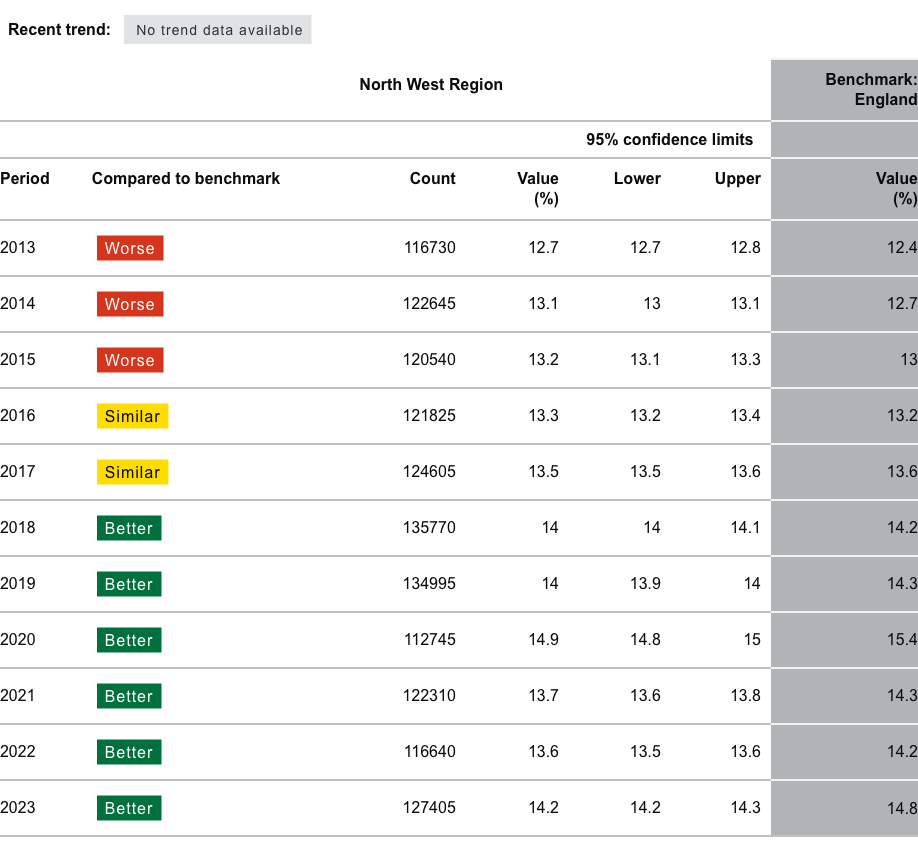 Recent trend: No trend data available
North West Region Benchmark: England
95% confidence limits
Period Compared to benchmark Count Value (%) Lower Upper Value (%)
2013 Worse 116730 12.7 12.7 12.8 12.4
2014 Worse 122645 13.1 13 13.1 12.7
2015 Worse 120540 13.2 13.1 13.3 13
2016 Similar 121825 13.3 13.2 13.4 13.2
2017 Similar 124605 13.5 13.5 13.6 13.6
2018 Better 135770 14 14 14.1 14.2
2019 Better 134995 14 13.9 14 14.3
2020 Better 112745 14.9 14.8 15 15.4
2021 Better 122310 13.7 13.6 13.8 14.3
2022 Better 116640 13.6 13.5 13.6 14.2
2023 Better 127405 14.2 14.2 14.3 14.8